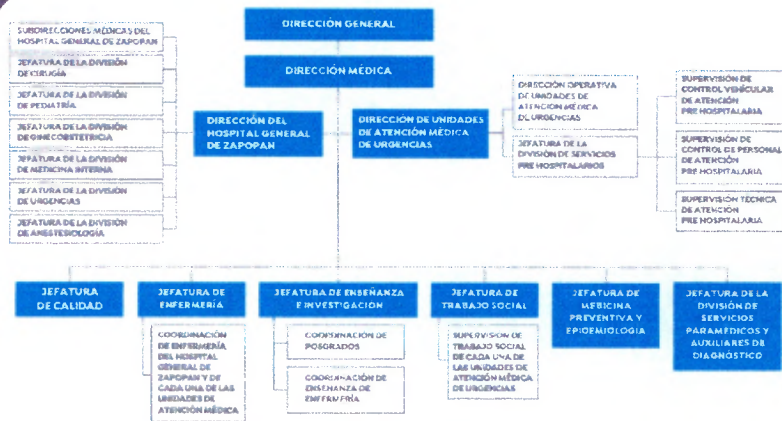 DIRECCIÓN GENERAL
DIRECCIÓN MÉDICA
SUBDIRECCIONES MÉDICAS DEL
HOSPITAL GENERAL DE ZAPOPAN
JEFATURA DE LA DIVISIÓN
DE CIRUGÍA
JEFATURA DE LA DIVISIÓN
DE PEDIATRÍA
JEFATURA DE LA DIVISIÓN
DE GINECOBSTETRICIA
JEFATURA DE LA DIVISIÓN
DE MEDICINA INTERNA
JEFATURA DE LA DIVISIÓN
DE URGENCIAS
JEFATURA DE LA DIVISIÓN
DE ANESTESIOLOGÍA
DIRECCIÓN DEL
HOSPITAL GENERAL
DE ZAPOPAN
DIRECCIÓN DE UNIDADES
DE ATENCIÓN MÉDICA
DE URGENCIAS
DIRECCIÓN OPERATIVA
DE UNIDADES DE
ATENCIÓN MÉDICA
DE URGENCIAS
JEFATURA DE LA
DIVISIÓN DE SERVICIOS
PRE HOSPITALARIOS
SUPERVISIÓN DE
CONTROL VEHÍCULAR
DE ATENCIÓN
PRE HOSPITALARIA
SUPERVISIÓN DE
CONTROL DE PERSONAL
DE ATENCIÓN
PRE HOSPITALARIA
SUPERVISIÓN TÉCNICA
DE ATENCIÓN
PRE HOSPITALARIA
JEFATURA
DE CALIDAD
JEFATURA DE
ENFERMERÍA
COORDINACIÓN
DE ENFERMERÍA
DEL HOSPITAL
GENERAL DE
ZAPOPAN Y DE
CADA UNA DE LAS
UNIDADES DE
ATENCIÓN MÉDICA
JEFATURA DE ENSEÑANZA
E INVESTIGACIÓN
COORDINACIÓN DE
POSGRADOS
COORDINACIÓN DE
ENSEÑANZA DE
ENFERMERÍA
JEFATURA DE
TRABAJO SOCIAL
SUPERVISIÓN DE
TRABAJO SOCIAL
DE CADA UNA DE
LAS UNIDADES DE
ATENCIÓN MÉDICA
DE URGENCIAS
JEFATURA DE
MEDICINA
PREVENTIVA Y
EPIDEMIOLOGIA
JEFATURA DE LA
DIVISIÓN DE
SERVICIOS
PARAMÉDICOS Y
AUXILIARES DE
DIAGNÓSTICO